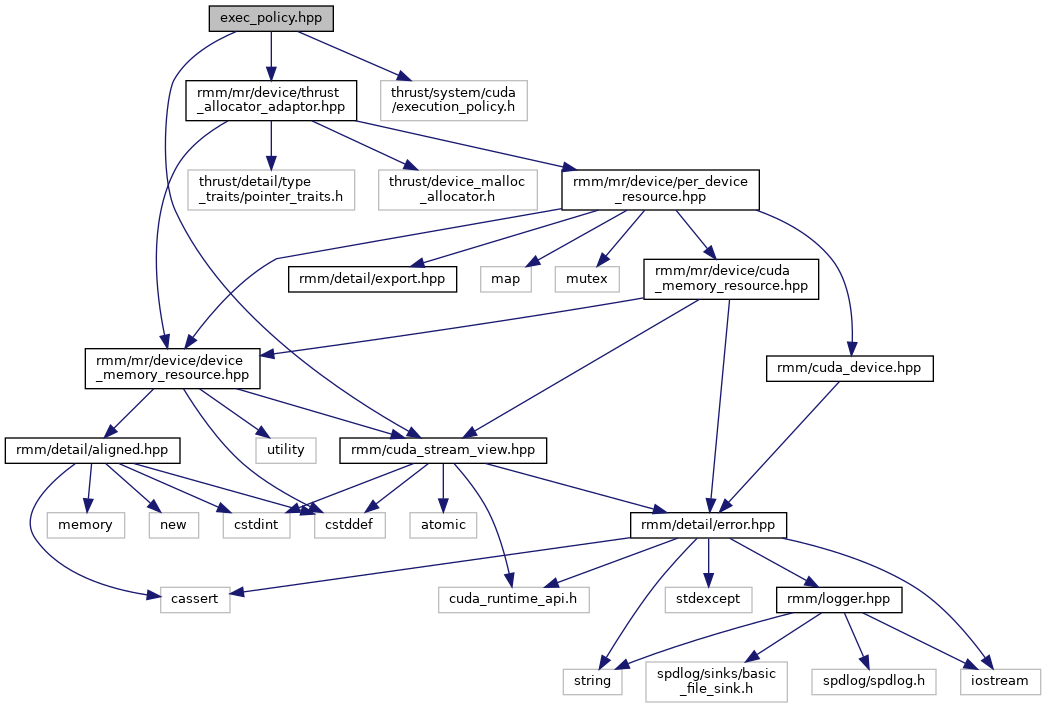 exec_policy.hpp
rmm/mr/device/thrust
_allocator_adaptor.hpp
thrust/system/cuda
/execution_policy.h
thrust/detail/type
_traits/pointer_traits.h
thrust/device_malloc
_allocator.h
rmm/mr/device/per_device
_resource.hpp
rmm/detail/export.hpp
map
mutex
rmm/mr/device/cuda
_memory_resource.hpp
rmm/mr/device/device
_memory_resource.hpp
rmm/cuda_device.hpp
rmm/detail/aligned.hpp
utility
rmm/cuda_stream_view.hpp
memory
new
cstdint
cstddef
atomic
rmm/detail/error.hpp
cassert
cuda_runtime_api.h
stdexcept
rmm/logger.hpp
string
spdlog/sinks/basic
_file_sink.h
spdlog/spdlog.h
iostream